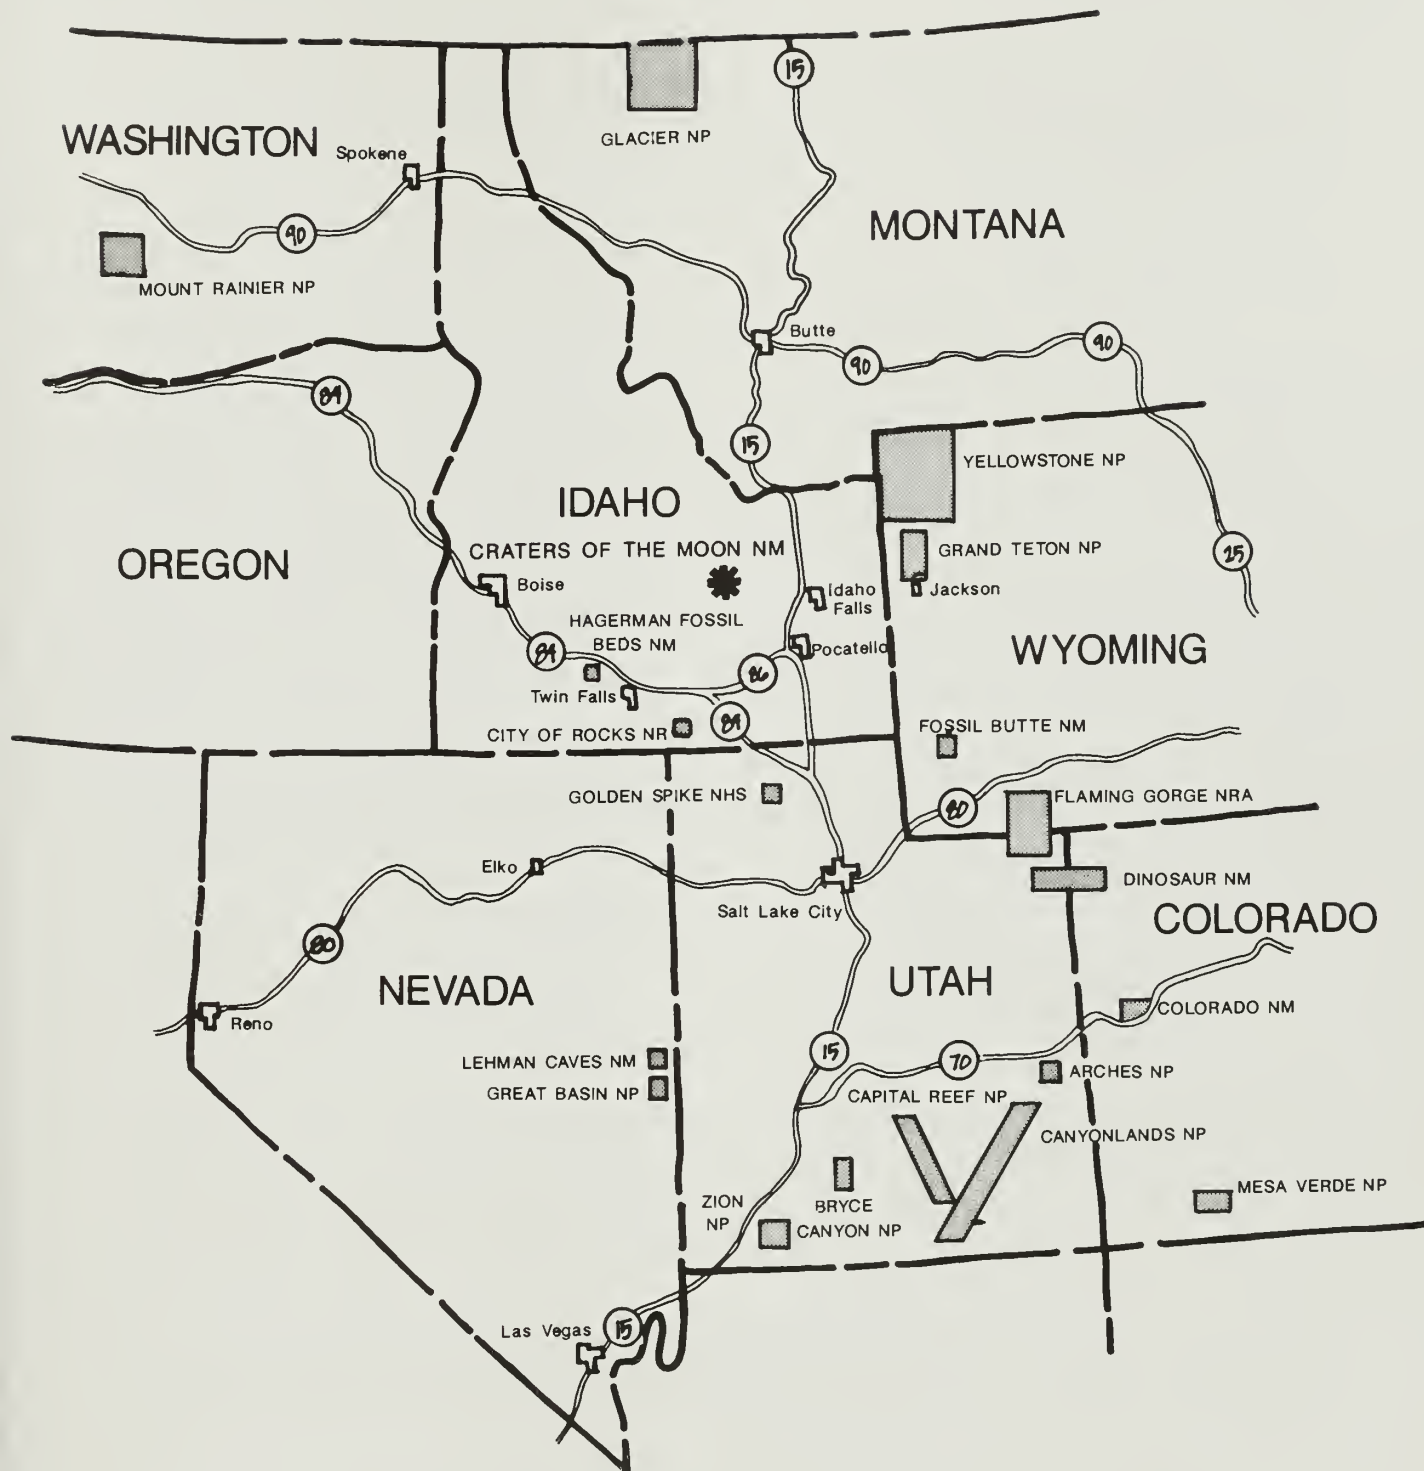 15
GLACIER NP
WASHINGTON
Spokene
90
MONTANA
MOUNT RAINIER NP
Butte
90
90
84
15
YELLOWSTONE NP
IDAHO
CRATERS OF THE MOON NM
GRAND TETON NP
25
OREGON
Boise
Idaho
Falls
Jackson
HAGERMAN FOSSIL
BEDS NM
84
Pocatello
WYOMING
86
Twin Falls
84
CITY OF ROCKS NR
FOSSIL BUTTE NM
GOLDEN SPIKE NHS
80
FLAMING GORGE NRA
Elko
DINOSAUR NM
Salt Lake City
COLORADO
80
NEVADA
UTAH
Reno
COLORADO NM
15
70
LEHMAN CAVES NM
ARCHES NP
GREAT BASIN NP
CAPITAL REEF NP
CANYONLANDS NP
MESA VERDE NP
ZION
NP
BRYCE
CANYON NP
Las Vegas
15